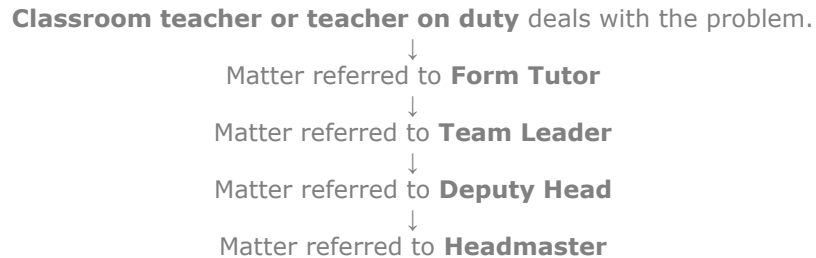 Classroom teacher or teacher on duty deals with the problem.
↓
Matter referred to Form Tutor
↓
Matter referred to Team Leader
↓
Matter referred to Deputy Head
↓
Matter referred to Headmaster